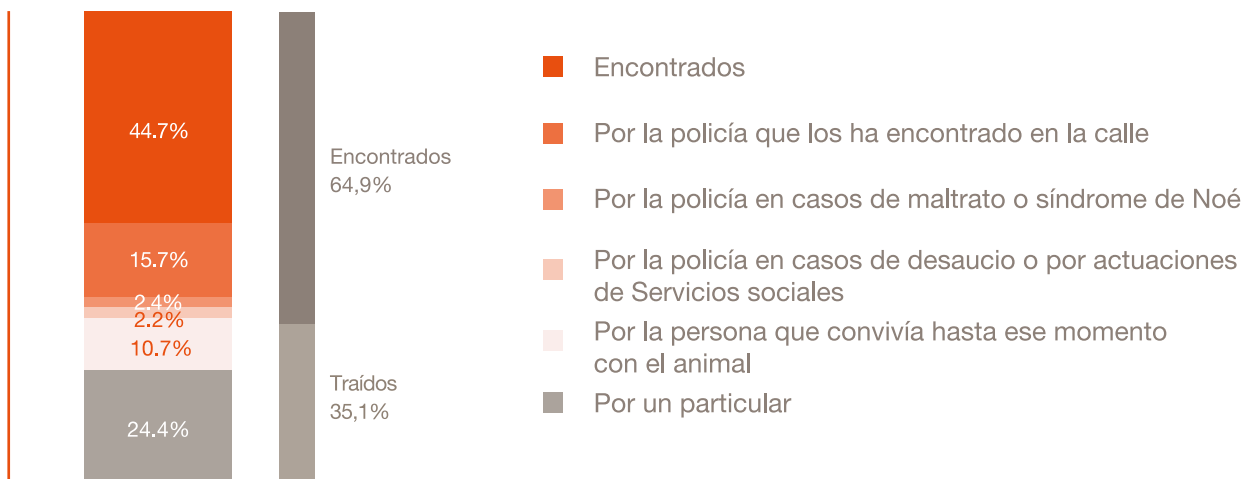 44.7%
15.7%
2.4%
2.2%
10.7%
24.4%
Encontrados
64,9%
Traídos
35,1%
Encontrados
Por la policía que los ha encontrado en la calle
Por la policía en casos de maltrato o síndrome de Noé
Por la policía en casos de desaucio o por actuaciones
de Servicios sociales
Por la persona que convivía hasta ese momento
con el animal
Por un particular